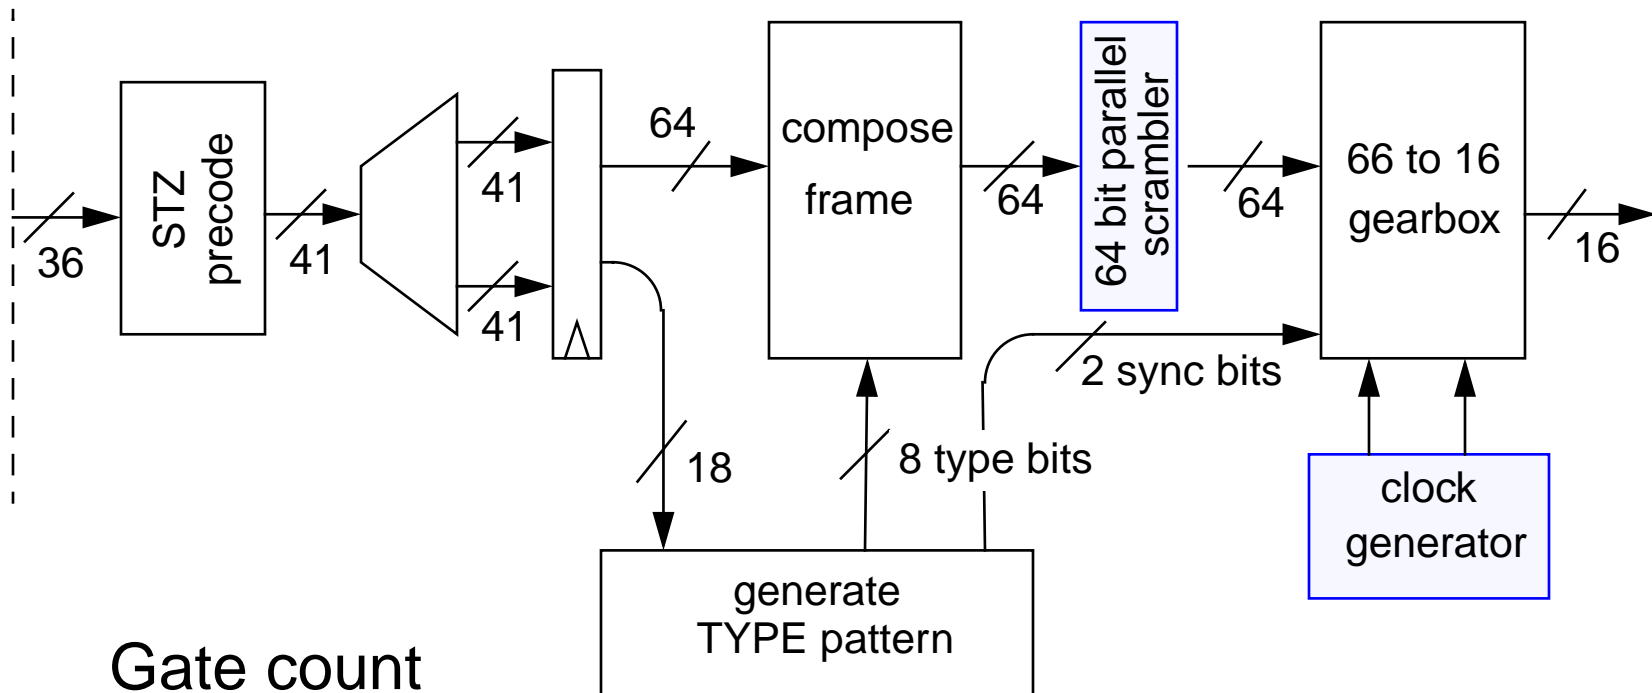 36
STZ
precode
41
41
41
64
18
compose
frame
8 type bits
64
64 bit parallel
scrambler
64
2 sync bits
66 to 16
gearbox
16
clock
generator
generate
TYPE pattern
Gate count